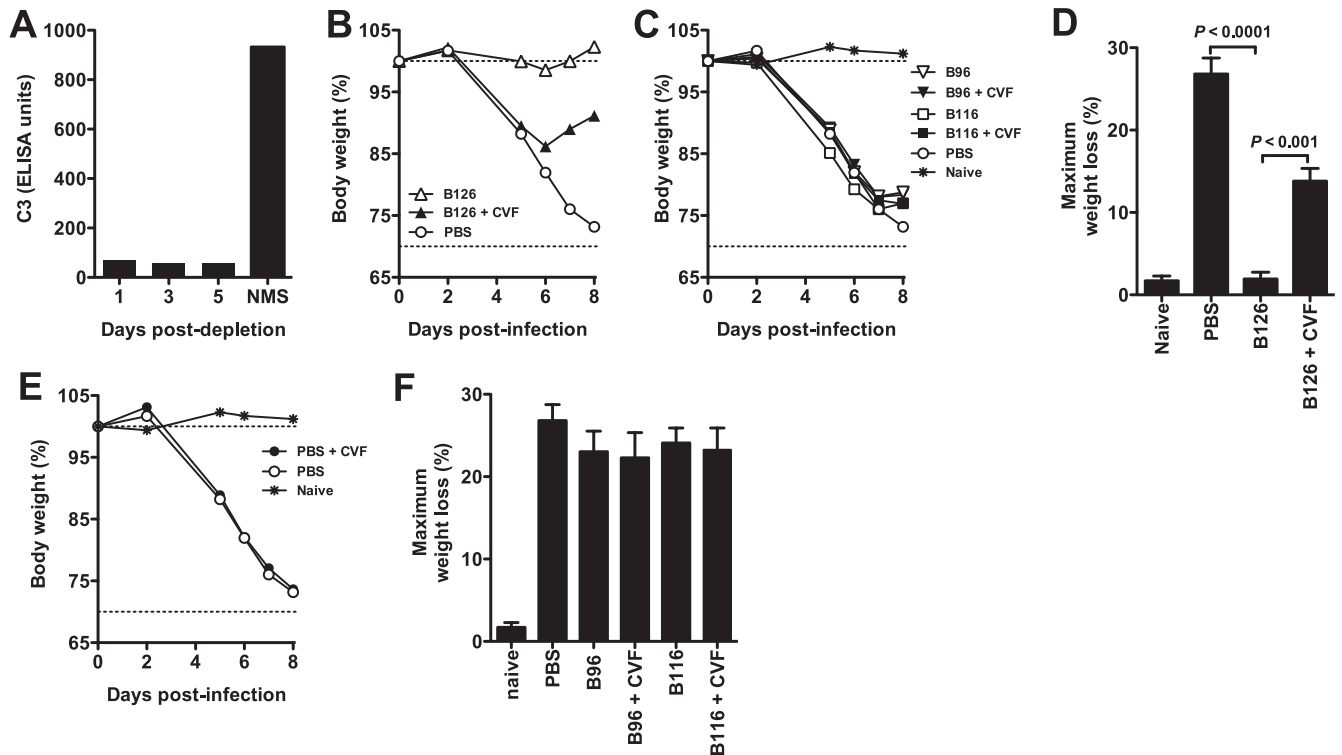 A
C3 (ELISA units)
1000
800
600
400
200
0
1 3 5 NMS
Days post-depletion
B
Body weight (%)
105
95
85
75
65
B126
B126 + CVF
PBS
0 2 4 6 8
Days post-infection
C
Body weight (%)
105
95
85
75
65
B96
B96 + CVF
B116
B116 + CVF
PBS
Naive
0 2 4 6 8
Days post-infection
D
P < 0.0001
P < 0.001
Maximum
weight loss (%)
30
20
10
0
Naive
PBS
B126
B126 + CVF
E
Body weight (%)
105
95
85
75
65
PBS + CVF
PBS
Naive
0 2 4 6 8
Days post-infection
F
Maximum
weight loss (%)
30
20
10
0
naive
PBS
B96
B96 + CVF
B116
B116 + CVF